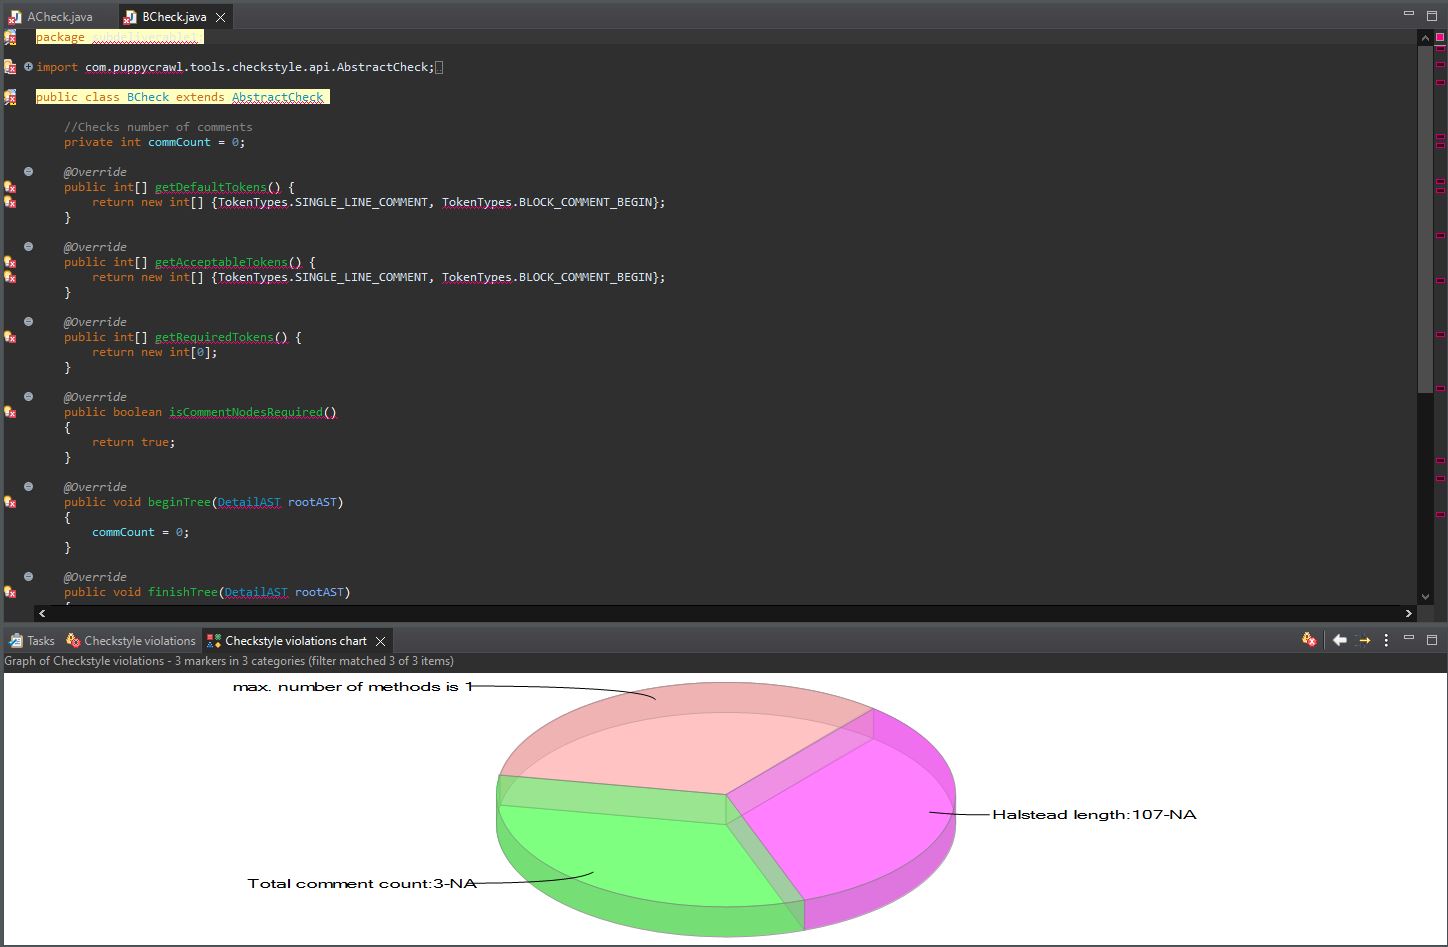 ACheck.java
BCheck.java
package
import com.puppycrawl.tools.checkstyle.api.AbstractCheck;
public class BCheck extends AbstractCheck
//Checks number of comments
private int commCount = 0;
@Override
public int[] getDefaultTokens() {
return new int[] {TokenTypes.SINGLE_LINE_COMMENT, TokenTypes.BLOCK_COMMENT_BEGIN};
}
@Override
public int[] getAcceptableTokens() {
return new int[] {TokenTypes.SINGLE_LINE_COMMENT, TokenTypes.BLOCK_COMMENT_BEGIN};
}
@Override
public int[] getRequiredTokens() {
return new int[0];
}
@Override
public boolean isCommentNodesRequired()
{
return true;
}
@Override
public void beginTree(DetailAST rootAST)
{
commCount = 0;
}
@Override
public void finishTree(DetailAST rootAST)
Tasks
Checkstyle violations
Checkstyle violations chart
Graph of Checkstyle violations - 3 markers in 3 categories (filter matched 3 of 3 items)
max. number of methods is 1
Halstead length:107-NA
Total comment count:3-NA